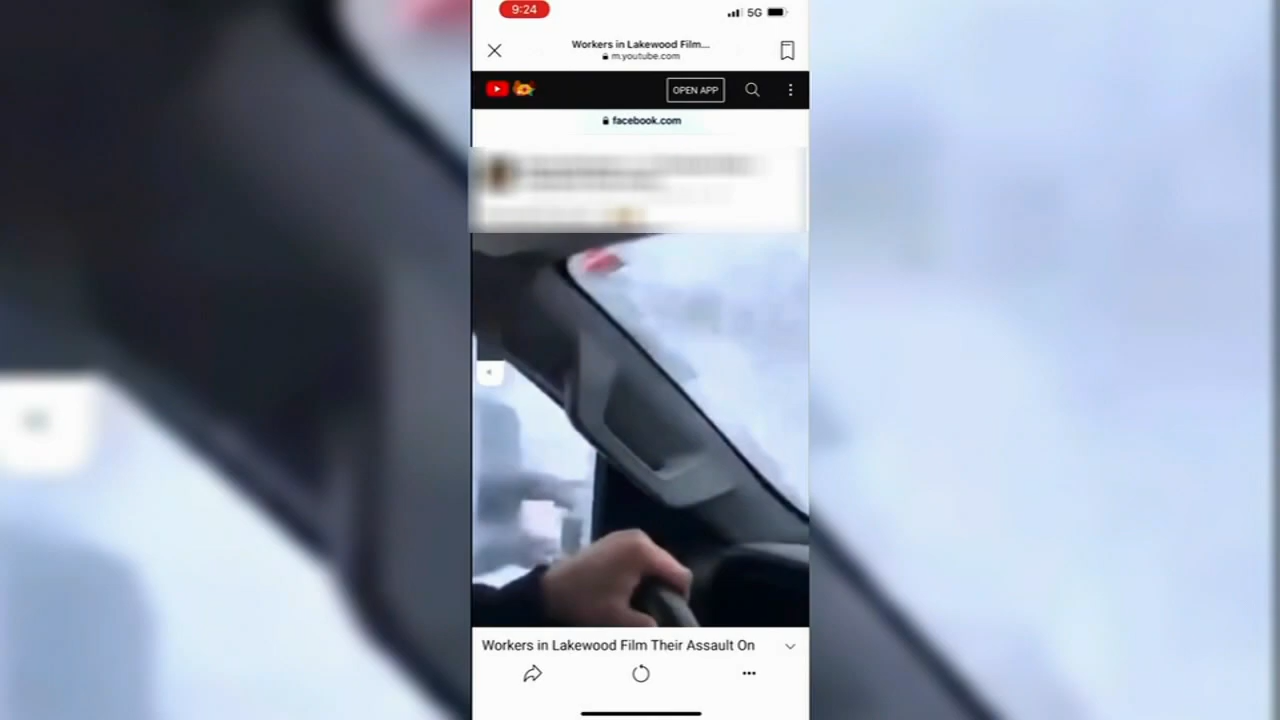 9:24
5G
Workers in Lakewood Film...
m.youtube.com
OPEN APP
facebook.com
Workers in Lakewood Film Their Assault On